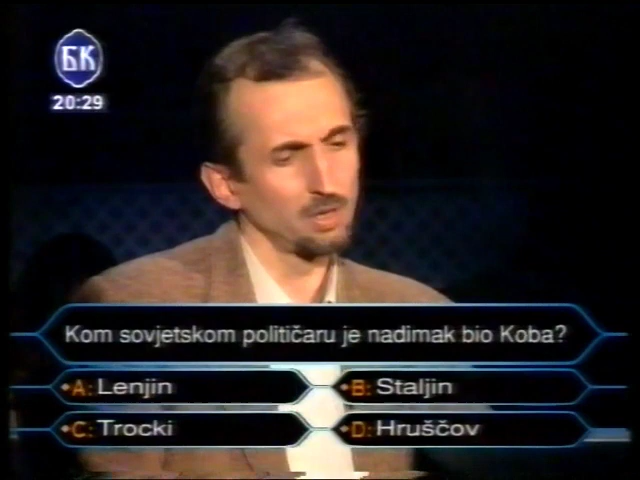 БК
20:29
Kom sovjetskom političaru je nadimak bio Koba?
A: Lenjin
B: Staljin
C: Trocki
D: Hruščov